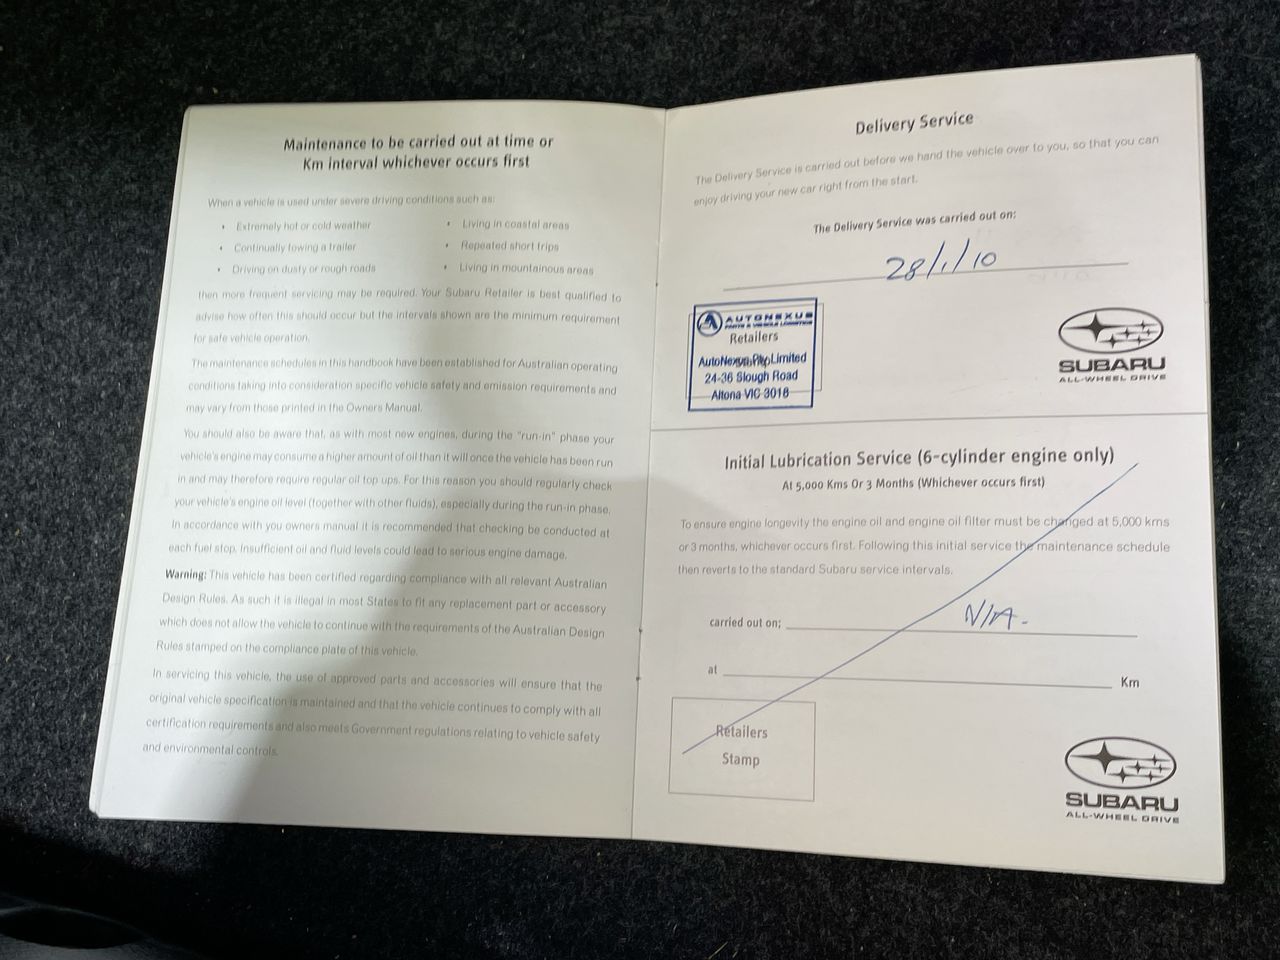 Maintenance to be carried out at time or
Km interval whichever occurs first
When a vehicle is used under severe driving conditions such as:
• Extremely hot or cold weather
• Continually towing a trailer
• Driving on dusty or rough roads
• Living in coastal areas
• Repeated short trips
• Living in mountainous areas
then more frequent servicing may be required. Your Subaru Retailer is best qualified to
advise how often this should occur but the intervals shown are the minimum requirement
for safe vehicle operation.
The maintenance schedules in this handbook have been established for Australian operating
conditions taking into consideration specific vehicle safety and emission requirements and
may vary from those printed in the Owners Manual.
You should also be aware that, as with most new engines, during the "run-in" phase your
vehicle's engine may consume a higher amount of oil than it will once the vehicle has been run
in and may therefore require regular oil top ups. For this reason you should regularly check
your vehicle's engine oil level (together with other fluids), especially during the run-in phase.
In accordance with you owners manual it is recommended that checking be conducted at
each fuel stop. Insufficient oil and fluid levels could lead to serious engine damage.
Warning: This vehicle has been certified regarding compliance with all relevant Australian
Design Rules. As such it is illegal in most States to fit any replacement part or accessory
which does not allow the vehicle to continue with the requirements of the Australian Design
Rules stamped on the compliance plate of this vehicle.
In servicing this vehicle, the use of approved parts and accessories will ensure that the
original vehicle specification is maintained and that the vehicle continues to comply with all
certification requirements and also meets Government regulations relating to vehicle safety
and environmental controls.
Delivery Service
The Delivery Service is carried out before we hand the vehicle over to you, so that you can
enjoy driving your new car right from the start.
The Delivery Service was carried out on:
28/1/10
AUTONEXUS
PARTS & VEHICLE LOGISTICS
Retailers
AutoNexus Pty Limited
24-36 Slough Road
Altona VIC 3018
SUBARU
ALL-WHEEL DRIVE
Initial Lubrication Service (6-cylinder engine only)
At 5,000 Kms Or 3 Months (Whichever occurs first)
To ensure engine longevity the engine oil and engine oil filter must be changed at 5,000 kms
or 3 months, whichever occurs first. Following this initial service the maintenance schedule
then reverts to the standard Subaru service intervals.
carried out on: N/A-
at Km
Retailers
Stamp
SUBARU
ALL-WHEEL DRIVE